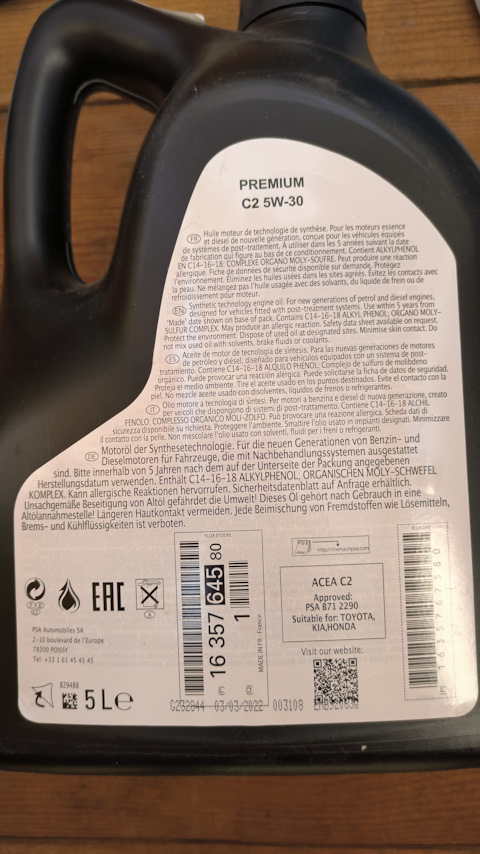 PREMIUM
C2 5W-30
FR Huile moteur de technologie de synthèse. Pour les moteurs essence
et diesel de nouvelle génération, conçue pour les véhicules équipés
de systèmes de post-traitement. A utiliser dans les 5 années suivant la date
de fabrication qui figure au bas de ce conditionnement. Contient ALKYLPHENOL
EN C14-16-18; COMPLEXE ORGANO MOLY-SOUFRE. Peut produire une réaction
allergique. Fiche de données de sécurité disponible sur demande. Protégez
l'environnement. Éliminez les huiles usées dans les sites agréés. Évitez les contacts avec
la peau. Ne mélangez pas l'huile usagée avec des solvants, du liquide de frein ou de
refroidissement pour moteur.
EN Synthetic technology engine oil. For new generations of petrol and diesel engines,
designed for vehicles fitted with post-treatment systems. Use within 5 years from
'Made' date shown on base of pack. Contains C14-16-18 ALKYL PHENOL; ORGANO MOLY-
SULFUR COMPLEX. May produce an allergic reaction. Safety data sheet available on request.
Protect the environment. Dispose of used oil at designated sites. Minimise skin contact. Do
not mix used oil with solvents, brake fluids or coolants.
ES Aceite de motor de tecnología de síntesis. Para las nuevas generaciones de motores
de petróleo y diésel, diseñado para vehículos equipados con un sistema de post-
tratamiento. Contiene C14-16-18 ALQUILO PHENOL; Complejo de sulfuro de molibdeno
orgánico. Puede provocar una reacción alérgica. Puede solicitarse la ficha de datos de seguridad.
Proteja el medio ambiente. Tire el aceite usado en los puntos destinados. Evite el contacto con la
piel. No mezcle aceite usado con disolventes, líquidos de frenos o refrigerantes.
IT Olio motore a tecnologia di sintesi. Per motori a benzina e diesel di nuova generazione, creato
per veicoli che dispongono di sistemi di post-trattamento. Contiene C14-16-18 ALCHIL
FENOLO; COMPLESSO ORGANICO MOLI-ZOLFO. Può provocare una reazione allergica. Scheda dati di
sicurezza disponibile su richiesta. Proteggere l'ambiente. Smaltire l'olio usato in impianti designati. Minimizzare
il contatto con la pelle. Non mescolare l'olio usato con solventi, fluidi per freni o refrigeranti.
DE Motoröl der Synthesetechnologie. Für die neuen Generationen von Benzin- und
Dieselmotoren für Fahrzeuge, die mit Nachbehandlungssystemen ausgestattet
sind. Bitte innerhalb von 5 Jahren nach dem auf der Unterseite der Packung angegebenen
Herstellungsdatum verwenden. Enthält C14-16-18 ALKYLPHENOL; ORGANISCHEN MOLY-SCHWEFEL
KOMPLEX. Kann allergische Reaktionen hervorrufen. Sicherheitsdatenblatt auf Anfrage erhältlich.
Unsachgemäße Beseitigung von Altöl gefährdet die Umwelt! Dieses Öl gehört nach Gebrauch in eine
Altölannahmestelle! Längeren Hautkontakt vermeiden. Jede Beimischung von Fremdstoffen wie Lösemitteln,
Brems- und Kühlflüssigkeiten ist verboten.
EAC
A
PSA Automobiles SA
2-10 boulevard de l'Europe
78300 POISSY
Tel: +33 1 61 45 45 45
829488
5 L e
(P) 16 357 645 80
(Q) 1
MADE IN FR - France
http://chema.mpsa.com
ACEA C2
Approved:
PSA B71 2290
Suitable for: TOYOTA,
KIA,HONDA
Visit our website:
(P) 1635764580
G232844 03/03/2022 003108